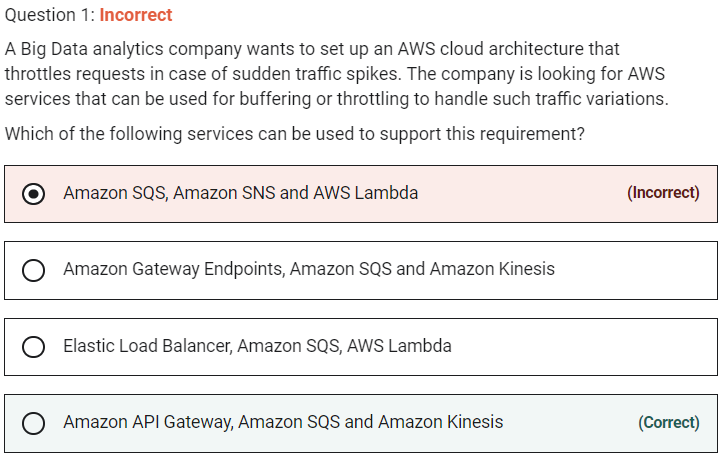 Question 1: Incorrect
A Big Data analytics company wants to set up an AWS cloud architecture that
throttles requests in case of sudden traffic spikes. The company is looking for AWS
services that can be used for buffering or throttling to handle such traffic variations.
Which of the following services can be used to support this requirement?
Amazon SQS, Amazon SNS and AWS Lambda (Incorrect)
Amazon Gateway Endpoints, Amazon SQS and Amazon Kinesis
Elastic Load Balancer, Amazon SQS, AWS Lambda
Amazon API Gateway, Amazon SQS and Amazon Kinesis (Correct)